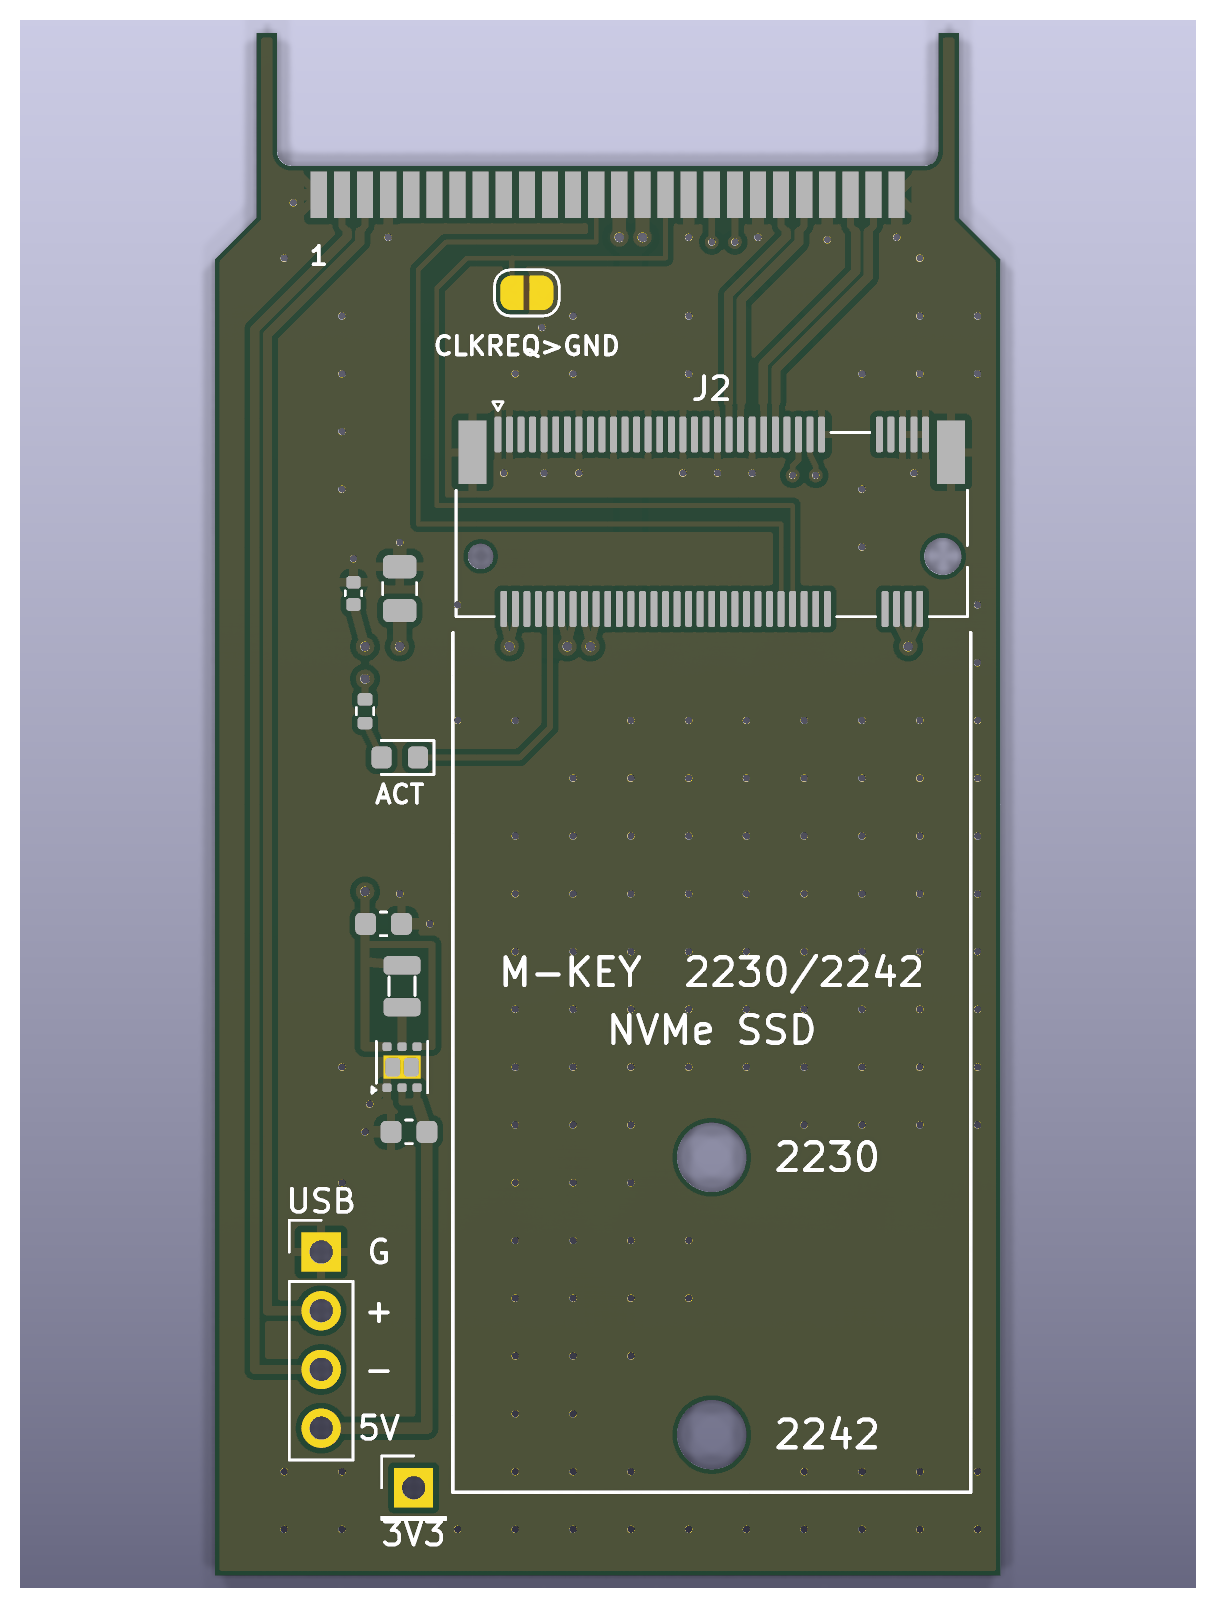 1
CLKREQ>GND
J2
ACT
M-KEY 2230/2242
NVMe SSD
2230
USB
G
+
-
2242
5V
3V3